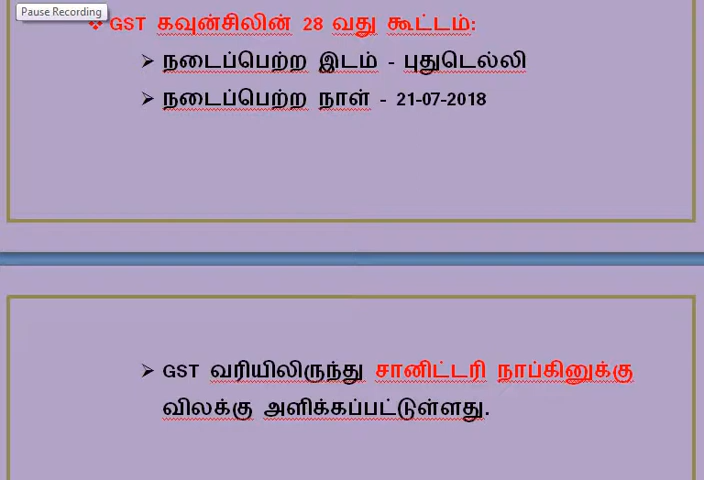 Pause Recording
❖ GST கவுன்சிலின் 28 வது கூட்டம்:
➢ நடைப்பெற்ற இடம் - புதுடெல்லி
➢ நடைப்பெற்ற நாள் - 21-07-2018
➢ GST வரியிலிருந்து சானிட்டரி நாப்கினுக்கு
விலக்கு அளிக்கப்பட்டுள்ளது.